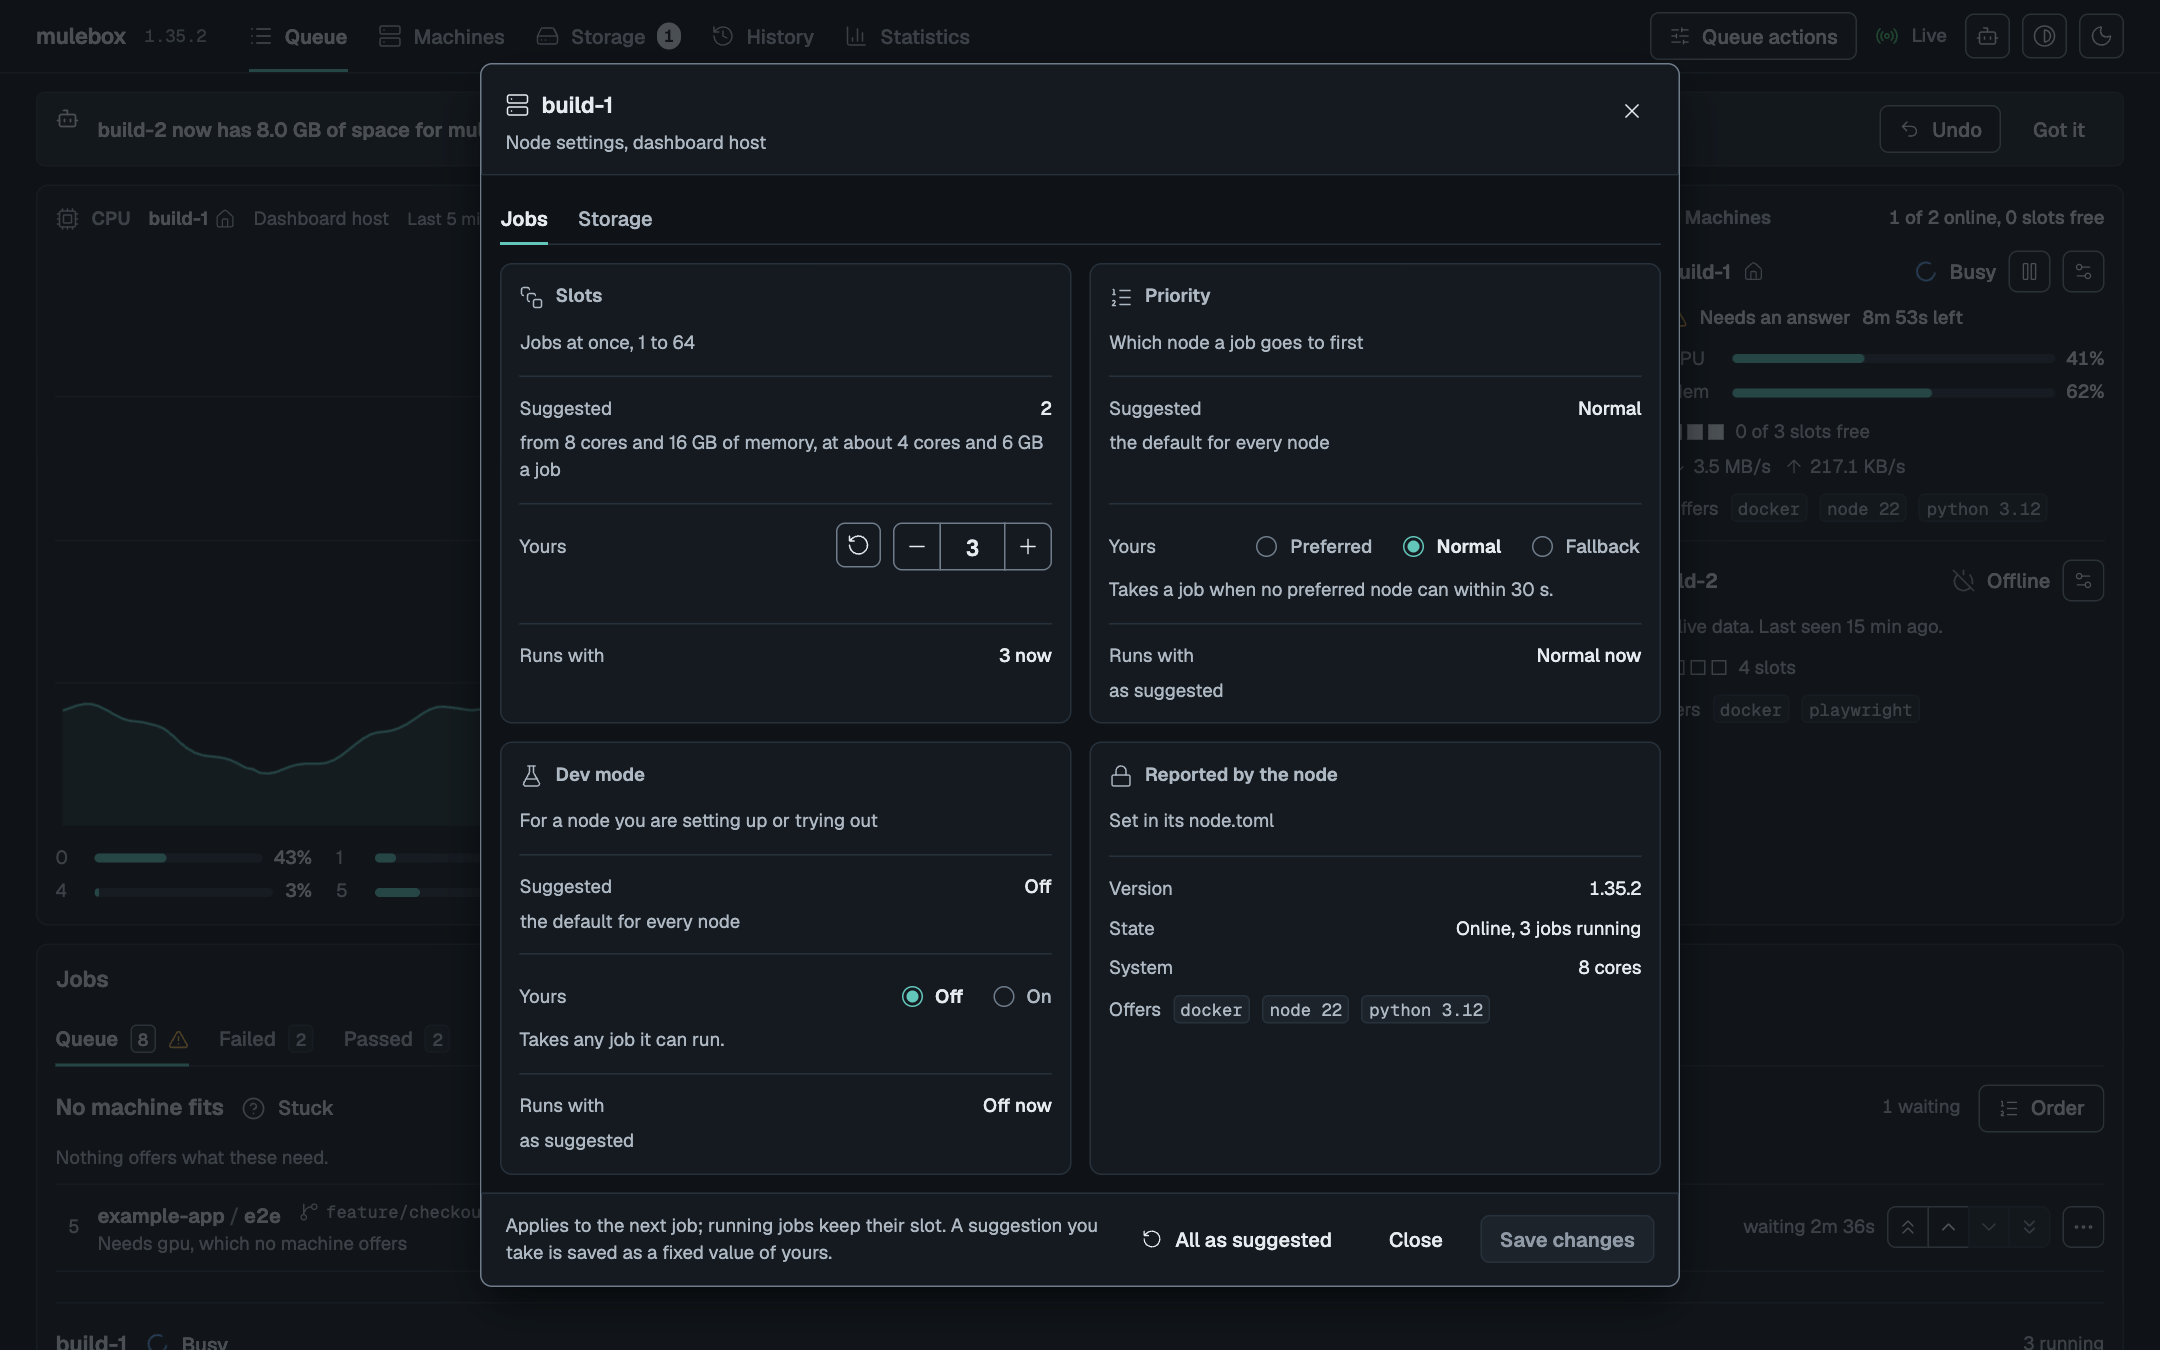 mulebox 1.35.2 Queue Machines Storage 1 History Statistics Queue actions Live
build-2 now has 8.0 GB of space for mul
Undo Got it
CPU build-1 Dashboard host Last 5 mi
0 43% 1
4 3% 5
Jobs
Queue 8 Failed 2 Passed 2
No machine fits Stuck
1 waiting Order
Nothing offers what these need.
5 example-app / e2e feature/checkou
Needs gpu, which no machine offers
waiting 2m 36s
build-1 Busy
3 running
build-1
Node settings, dashboard host
Jobs Storage
Slots
Jobs at once, 1 to 64
Suggested 2
from 8 cores and 16 GB of memory, at about 4 cores and 6 GB
a job
Yours 3
Runs with 3 now
Priority
Which node a job goes to first
Suggested Normal
the default for every node
Yours Preferred Normal Fallback
Takes a job when no preferred node can within 30 s.
Runs with Normal now
as suggested
Dev mode
For a node you are setting up or trying out
Suggested Off
the default for every node
Yours Off On
Takes any job it can run.
Runs with Off now
as suggested
Reported by the node
Set in its node.toml
Version 1.35.2
State Online, 3 jobs running
System 8 cores
Offers docker node 22 python 3.12
Applies to the next job; running jobs keep their slot. A suggestion you
take is saved as a fixed value of yours.
All as suggested Close Save changes
Machines 1 of 2 online, 0 slots free
uild-1 Busy
Needs an answer 8m 53s left
PU 41%
em 62%
0 of 3 slots free
3.5 MB/s 217.1 KB/s
ffers docker node 22 python 3.12
ld-2 Offline
live data. Last seen 15 min ago.
4 slots
ers docker playwright